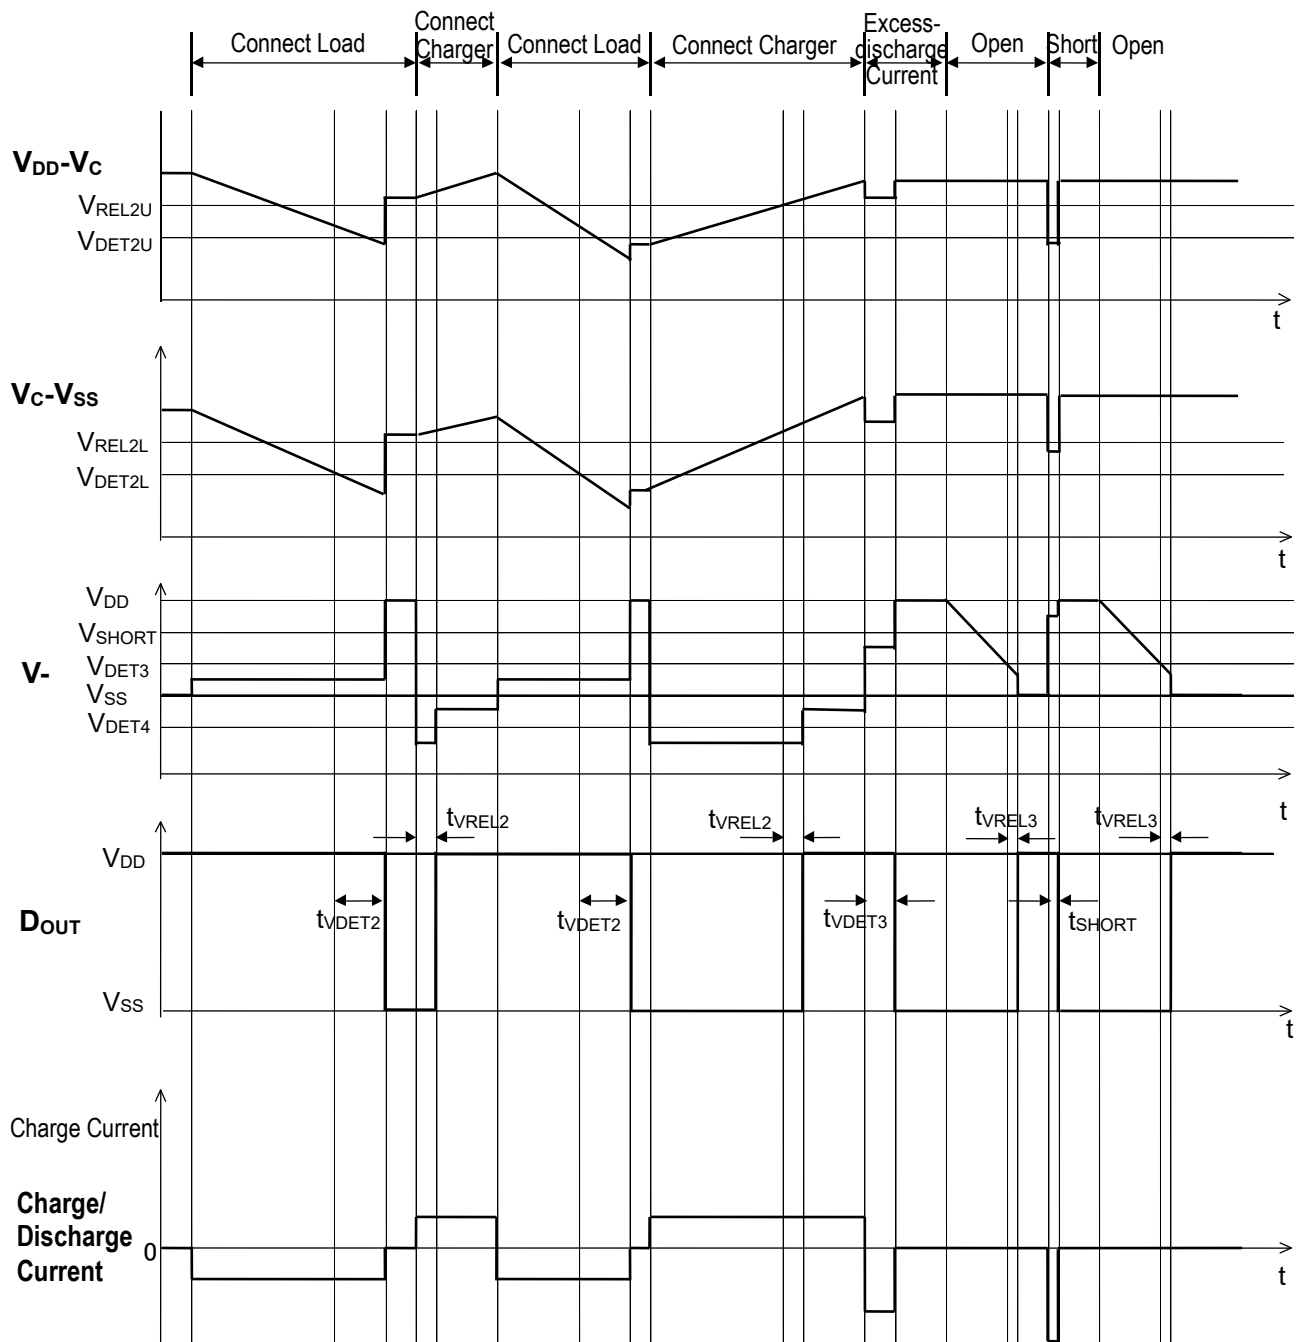 Connect Load
Connect
Charger
Connect Load
Connect Charger
Excess-
discharge
Current
Open
Short
Open
VDD-VC
VREL2U
VDET2U
t
VC-VSS
VREL2L
VDET2L
t
V-
VDD
VSHORT
VDET3
VSS
VDET4
t
DOUT
VDD
VSS
tVREL2
tVREL2
tVREL3
tVREL3
tVDET2
tVDET2
tVDET3
tSHORT
t
Charge Current
Charge/
Discharge
Current
0
t